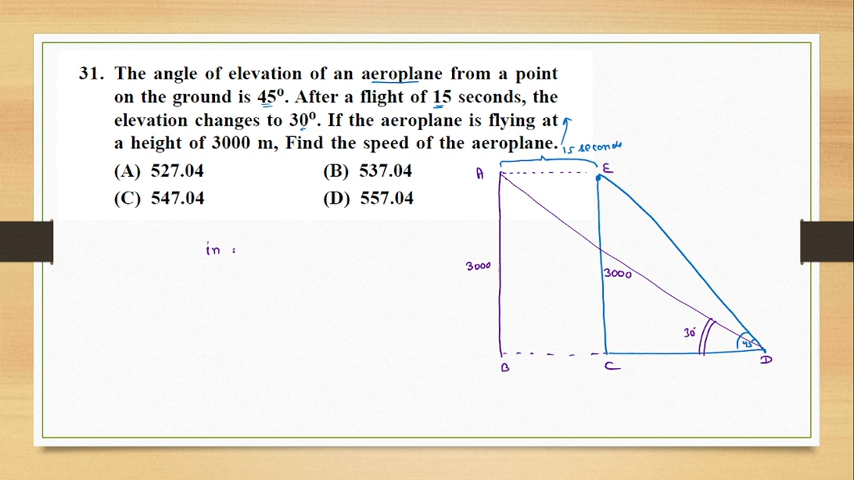 31. The angle of elevation of an aeroplane from a point
on the ground is 45⁰. After a flight of 15 seconds, the
elevation changes to 30⁰. If the aeroplane is flying at
a height of 3000 m, Find the speed of the aeroplane.
15 seconds
(A) 527.04 (B) 537.04
(C) 547.04 (D) 557.04
A E
in :
3000 3000
30°
45°
B C D